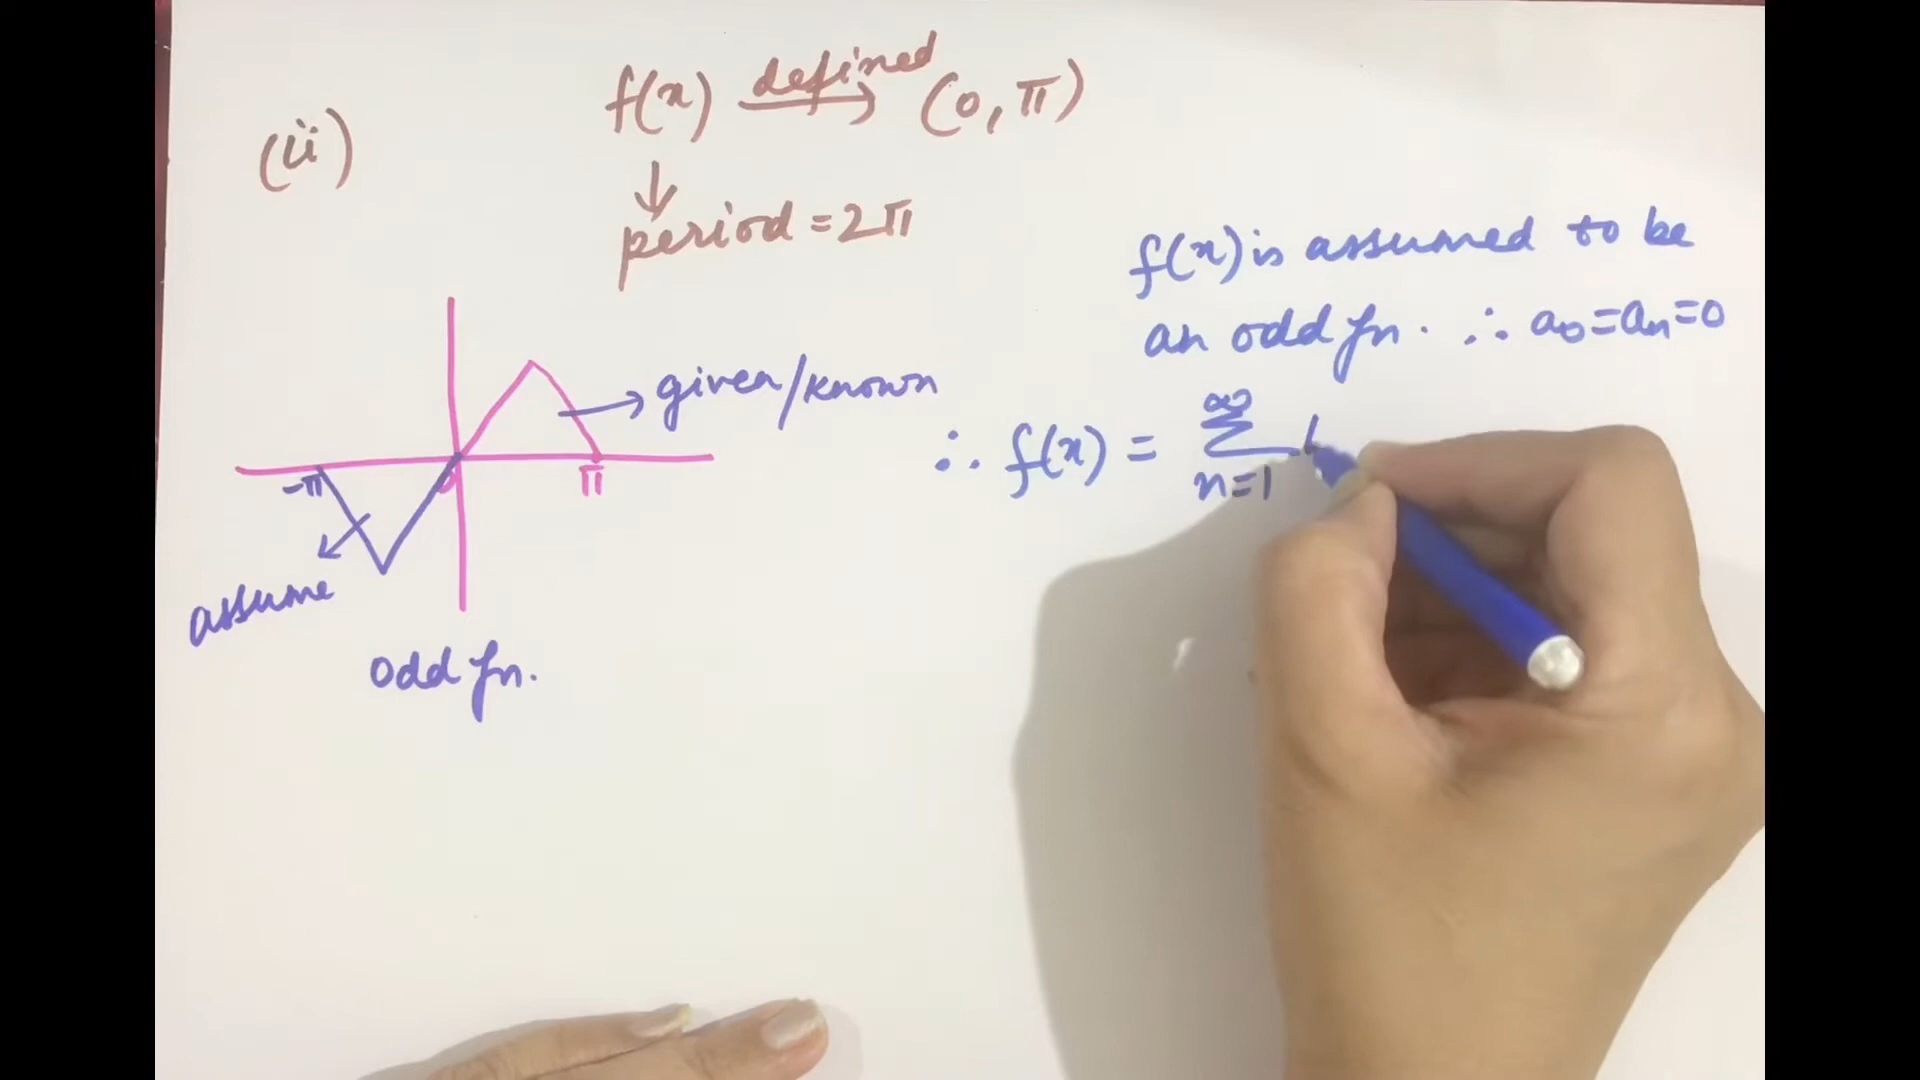 (ii)
f(x) defined → (0, π)
↓
period = 2π
f(x) is assumed to be
an odd fn. ∴ a₀ = aₙ = 0
→ given/known
∴ f(x) = ∞ Σ n=1
-π 0 π
assume
odd fn.